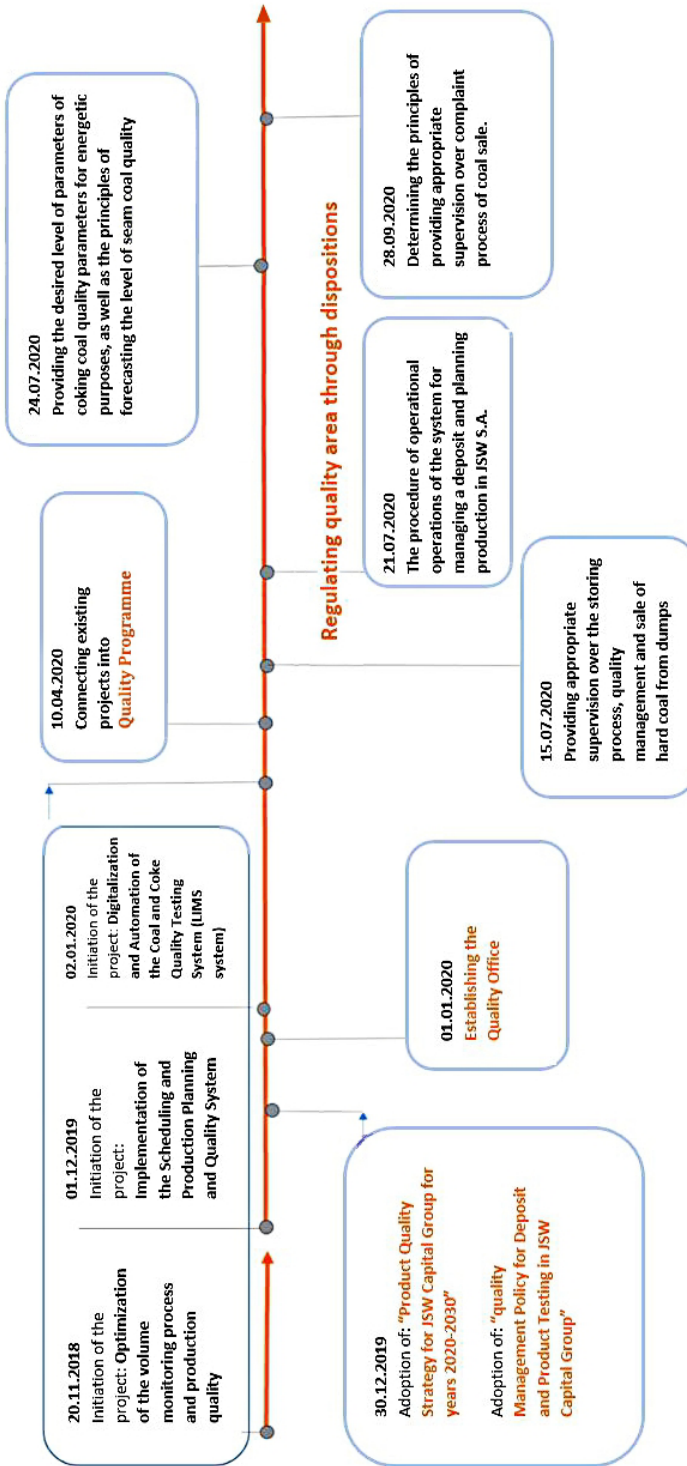 20.11.2018
Initiation of the
project: Optimization
of the volume
monitoring process
and production
quality
01.12.2019
Initiation of the
project:
Implementation of
the Scheduling and
Production Planning
and Quality System
02.01.2020
Initiation of the
project: Digitalization
and Automation of
the Coal and Coke
Quality Testing
System (LIMS
system)
10.04.2020
Connecting existing
projects into
Quality Programme
24.07.2020
Providing the desired level of parameters of
coking coal quality parameters for energetic
purposes, as well as the principles of
forecasting the level of seam coal quality
Regulating quality area through dispositions
30.12.2019
Adoption of: "Product Quality
Strategy for JSW Capital Group for
years 2020-2030"
Adoption of: "quality
Management Policy for Deposit
and Product Testing in JSW
Capital Group"
01.01.2020
Establishing the
Quality Office
15.07.2020
Providing appropriate
supervision over the storing
process, quality
management and sale of
hard coal from dumps
21.07.2020
The procedure of operational
operations of the system for
managing a deposit and planning
production in JSW S.A.
28.09.2020
Determining the principles of
providing appropriate
supervision over complaint
process of coal sale.